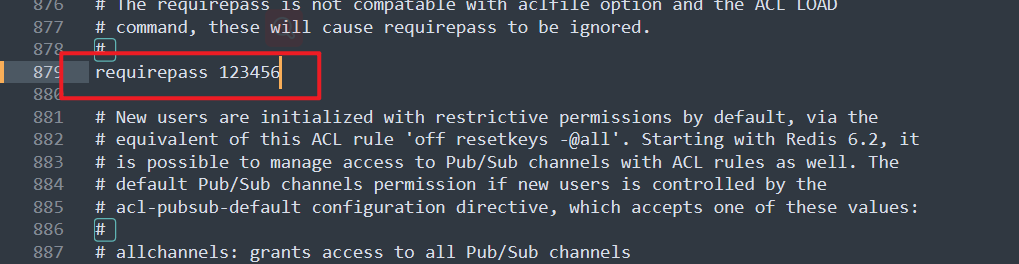 876 # The requirepass is not compatable with aclfile option and the ACL LOAD
877 # command, these will cause requirepass to be ignored.
878 #
879 requirepass 123456
880
881 # New users are initialized with restrictive permissions by default, via the
882 # equivalent of this ACL rule 'off resetkeys -@all'. Starting with Redis 6.2, it
883 # is possible to manage access to Pub/Sub channels with ACL rules as well. The
884 # default Pub/Sub channels permission if new users is controlled by the
885 # acl-pubsub-default configuration directive, which accepts one of these values:
886 #
887 # allchannels: grants access to all Pub/Sub channels